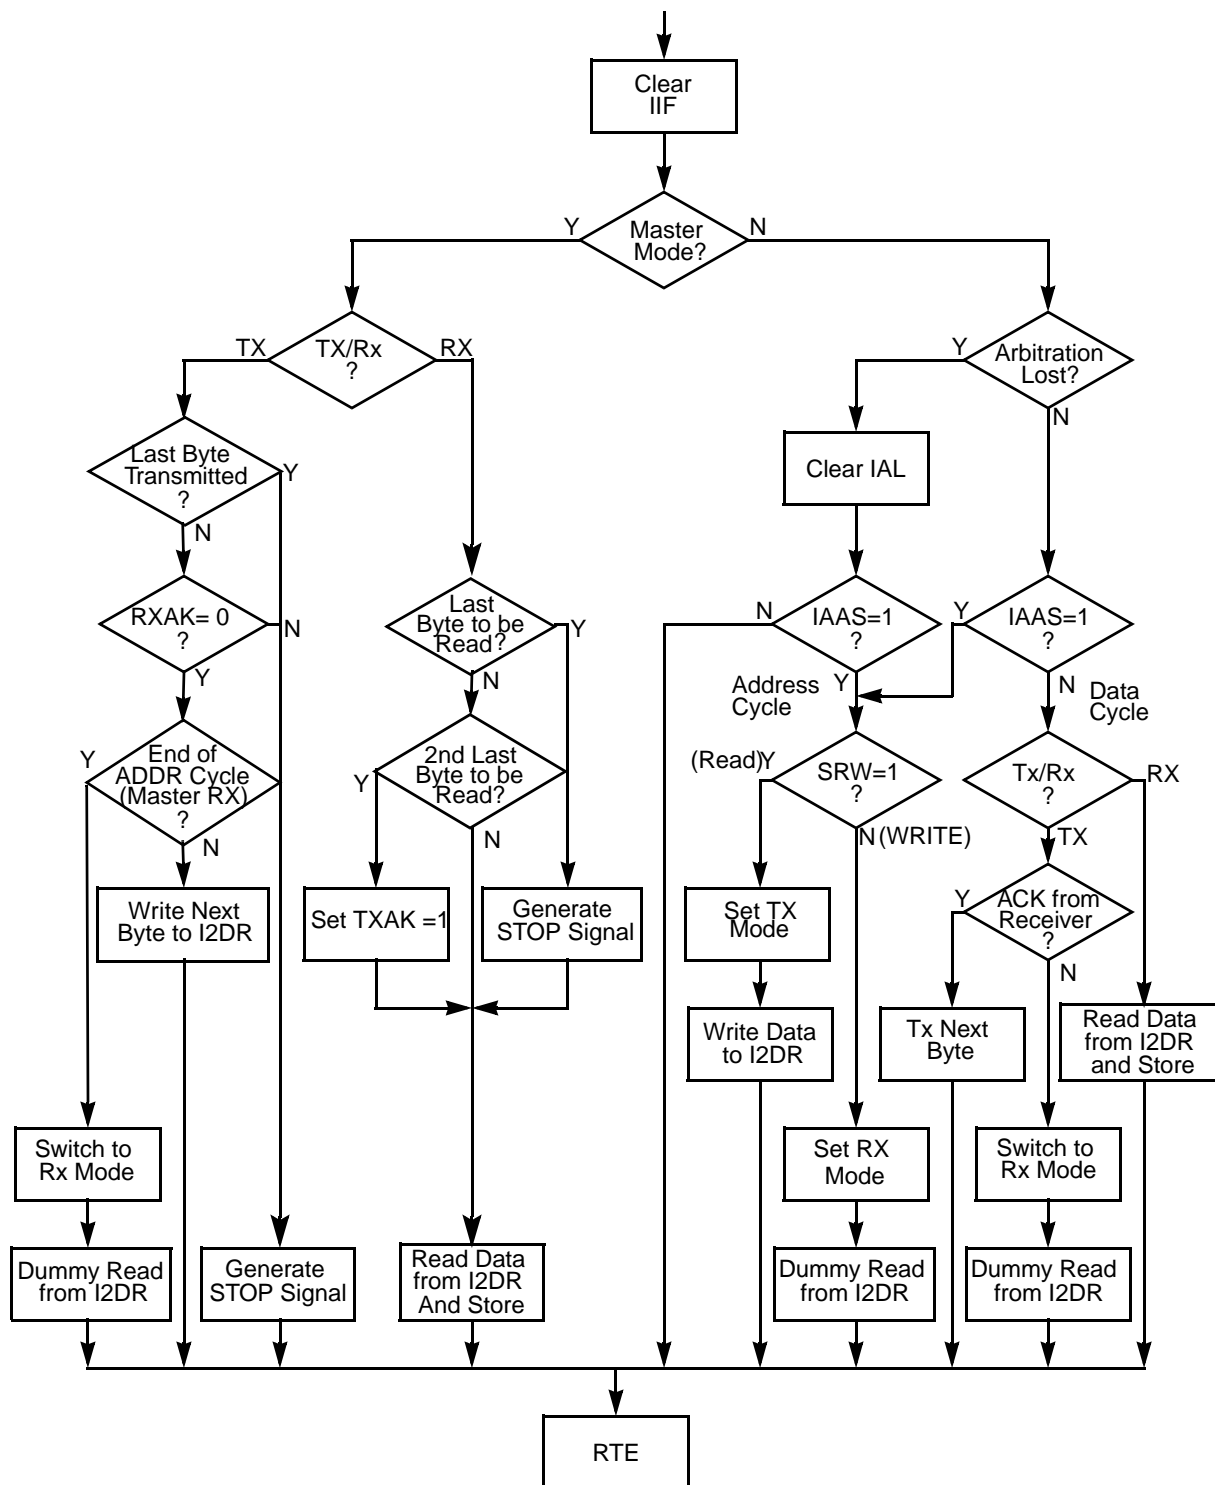 Clear
IIF
Y
Master
Mode?
N
TX
TX/Rx
?
RX
Y
Arbitration
Lost?
N
Last Byte
Transmitted
?
Y
N
Clear IAL
RXAK= 0
?
N
Y
Last
Byte to be
Read?
Y
N
N
IAAS=1
?
Y
Address
Cycle
Y
IAAS=1
?
N
Data
Cycle
Y
End of
ADDR Cycle
(Master RX)
?
N
Y
2nd Last
Byte to be
Read?
N
(Read)
Y
SRW=1
?
N
(WRITE)
Tx/Rx
?
RX
TX
Write Next
Byte to I2DR
Set TXAK =1
Generate
STOP Signal
Set TX
Mode
Y
ACK from
Receiver
?
N
Write Data
to I2DR
Tx Next
Byte
Read Data
from I2DR
and Store
Switch to
Rx Mode
Set RX
Mode
Switch to
Rx Mode
Dummy Read
from I2DR
Generate
STOP Signal
Read Data
from I2DR
And Store
Dummy Read
from I2DR
Dummy Read
from I2DR
RTE